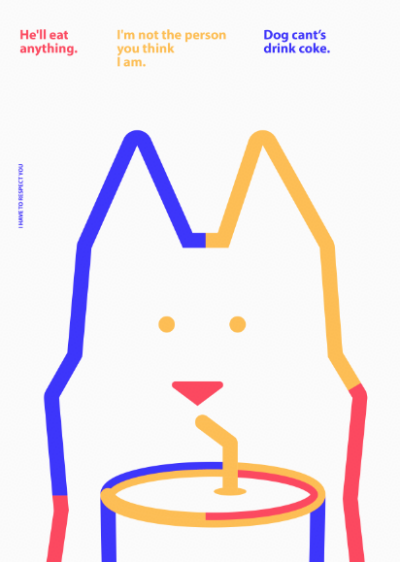 He'll eat
anything.
I'm not the person
you think
I am.
Dog cant's
drink coke.
I HAVE TO RESPECT YOU